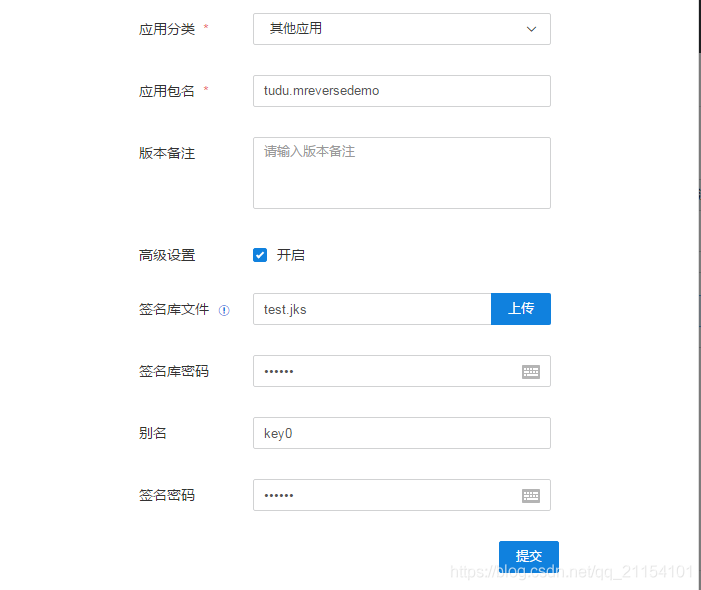 应用分类 * 其他应用
应用包名 * tudu.mreversedemo
版本备注 请输入版本备注
高级设置 开启
签名库文件 test.jks 上传
签名库密码 ••••••
别名 key0
签名密码 ••••••
提交
https://blog.csdn.net/qq_21154101